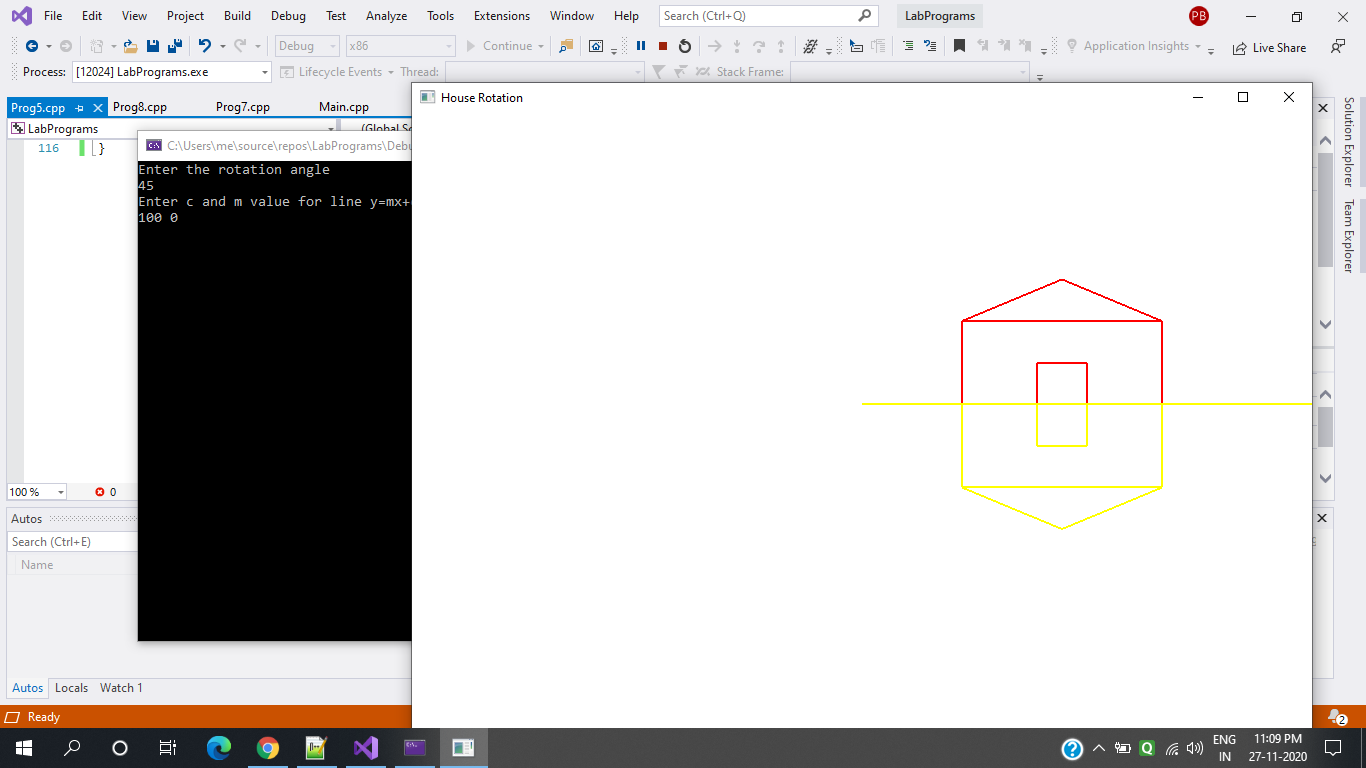 File Edit View Project Build Debug Test Analyze Tools Extensions Window Help Search (Ctrl+Q) LabPrograms PB
Debug x86 Continue Application Insights Live Share
Process: [12024] LabPrograms.exe Lifecycle Events Thread: Stack Frame:
Prog5.cpp Prog8.cpp Prog7.cpp Main.cpp
House Rotation
LabPrograms (Global Sc
116 }
C:\Users\me\source\repos\LabPrograms\Debu
Enter the rotation angle
45
Enter c and m value for line y=mx+
100 0
Solution Explorer
Team Explorer
100 % 0
Autos
Search (Ctrl+E)
Name
Autos Locals Watch 1
Ready 2
ENG
IN
11:09 PM
27-11-2020